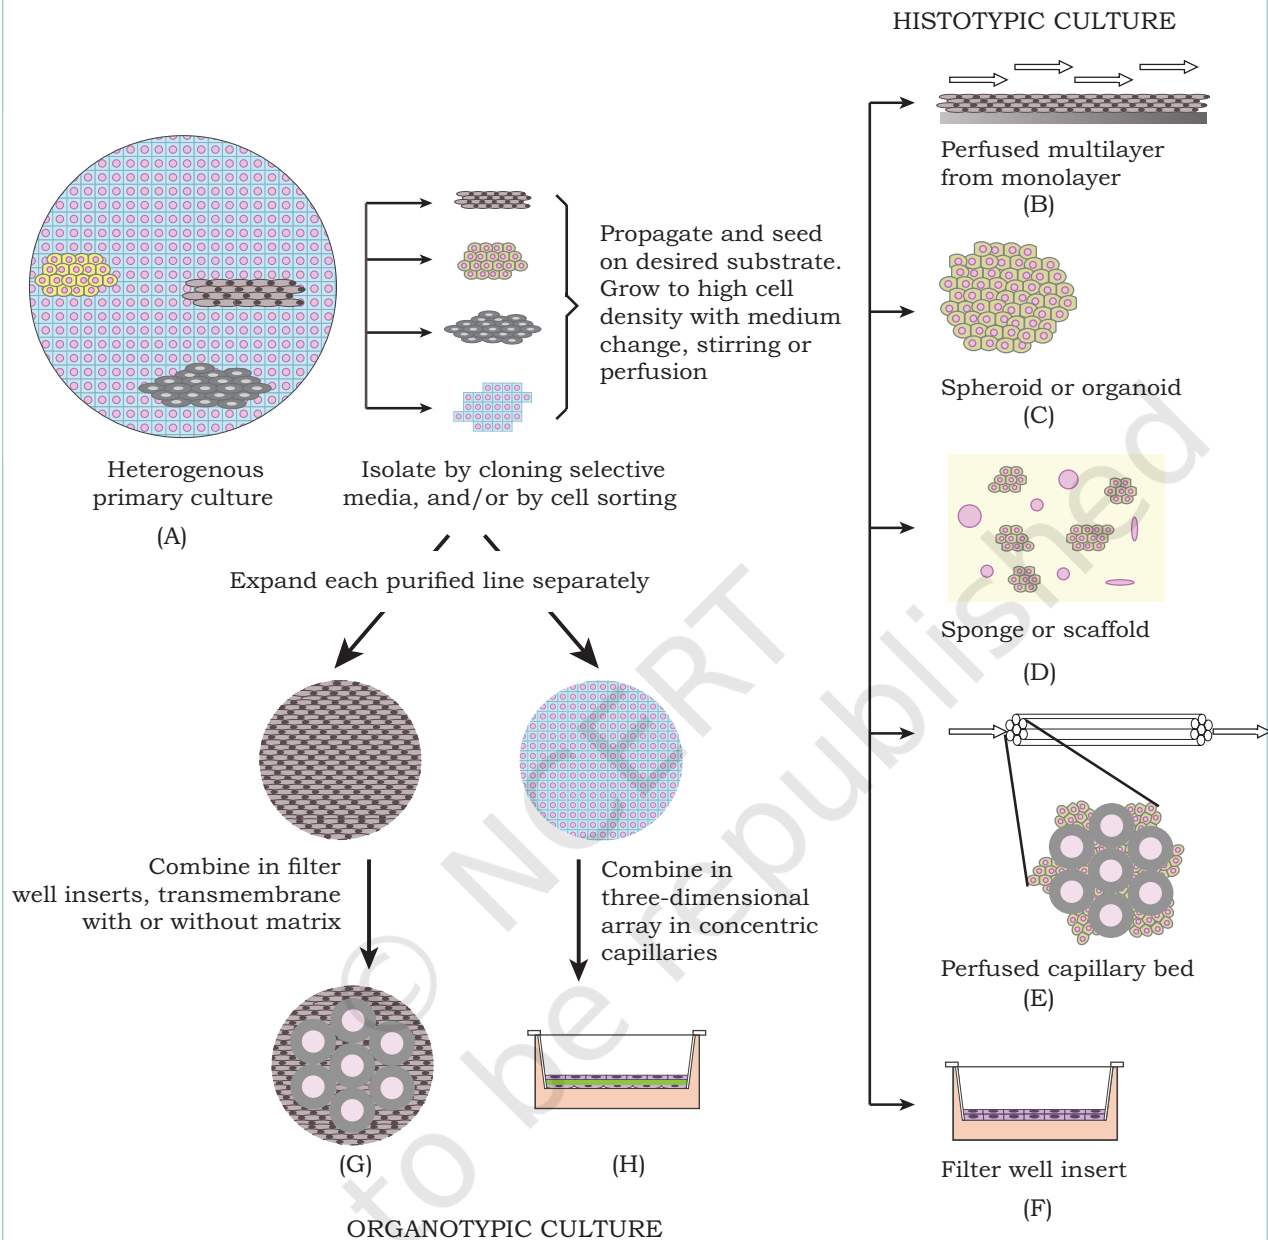 HISTOTYPIC CULTURE
Perfused multilayer
from monolayer
(B)
Propagate and seed
on desired substrate.
Grow to high cell
density with medium
change, stirring or
perfusion
Spheroid or organoid
(C)
Heterogenous
primary culture
(A)
Isolate by cloning selective
media, and/or by cell sorting
Expand each purified line separately
Sponge or scaffold
(D)
Combine in filter
well inserts, transmembrane
with or without matrix
Combine in
three-dimensional
array in concentric
capillaries
Perfused capillary bed
(E)
(G)
(H)
Filter well insert
(F)
ORGANOTYPIC CULTURE
© NCERT
to be republished